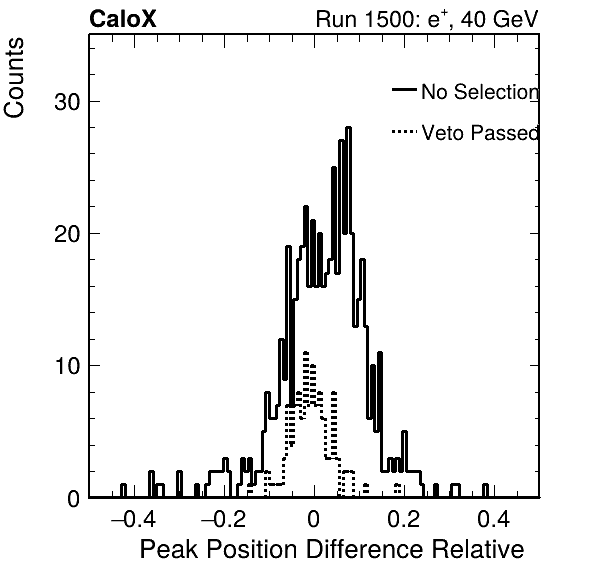 CaloX Run 1500: e⁺, 40 GeV
Counts
No Selection
Veto Passed
30
20
10
0
−0.4 −0.2 0 0.2 0.4
Peak Position Difference Relative